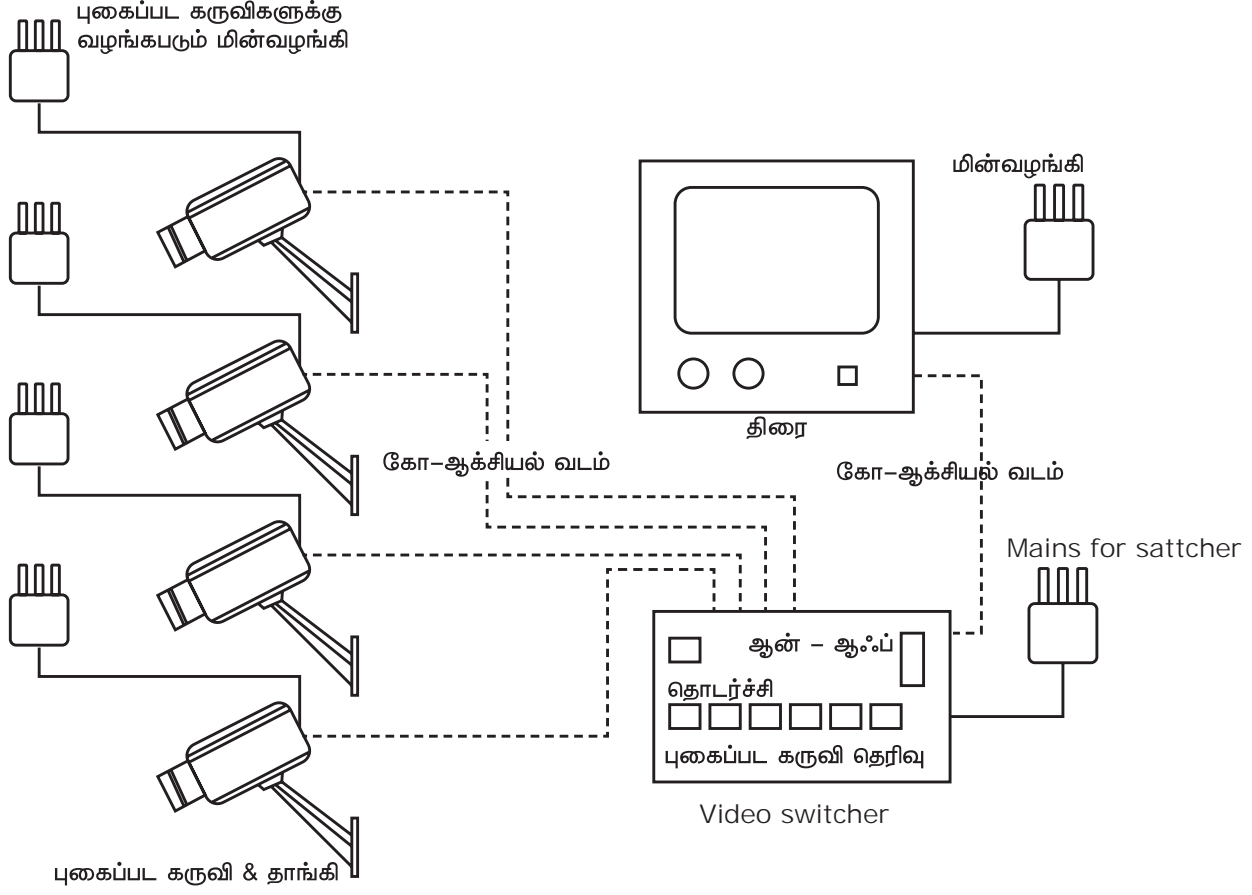 புகைப்பட கருவிகளுக்கு
வழங்கபடும் மின்வழங்கி
மின்வழங்கி
திரை
கோ-ஆக்சியல் வடம்
கோ-ஆக்சியல் வடம்
Mains for sattcher
ஆன் - ஆஃப்
தொடர்ச்சி
புகைப்பட கருவி தெரிவு
Video switcher
புகைப்பட கருவி & தாங்கி